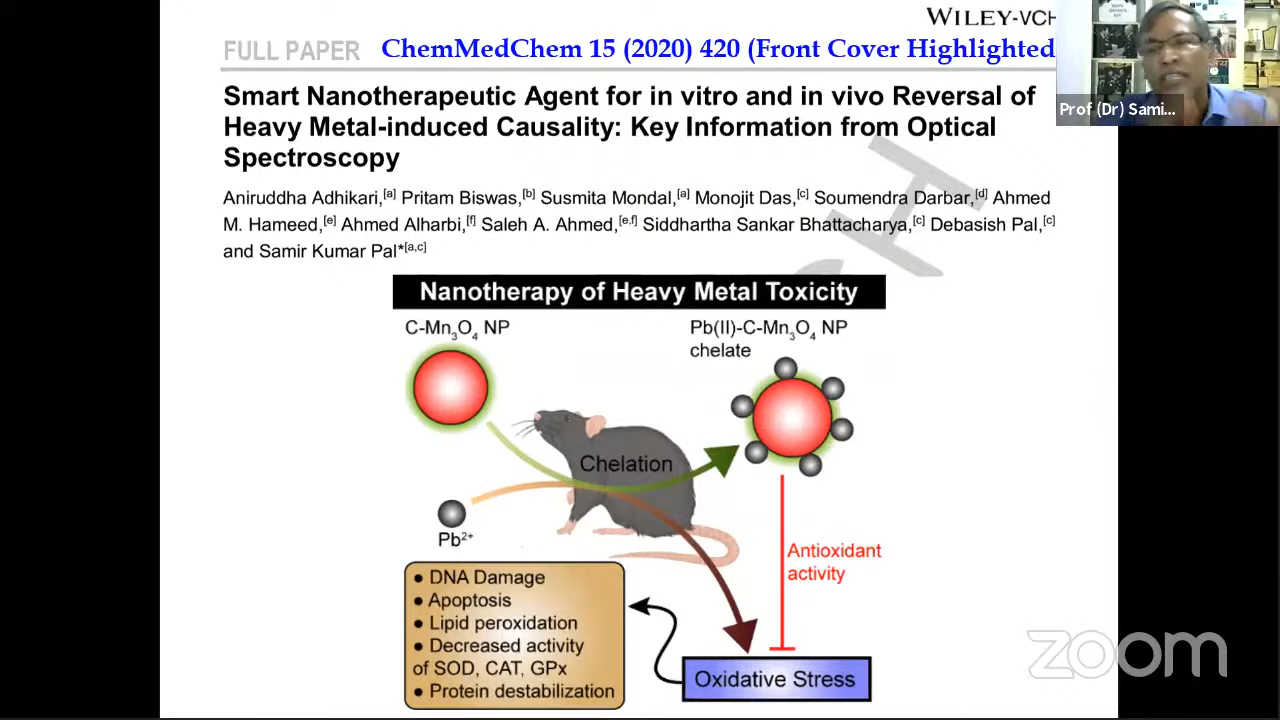 WILEY-VCH
FULL PAPER
ChemMedChem 15 (2020) 420 (Front Cover Highlighted
Prof (Dr) Sami...
Smart Nanotherapeutic Agent for in vitro and in vivo Reversal of
Heavy Metal-induced Causality: Key Information from Optical
Spectroscopy
Aniruddha Adhikari,[a] Pritam Biswas,[b] Susmita Mondal,[a] Monojit Das,[c] Soumendra Darbar,[d] Ahmed
M. Hameed,[e] Ahmed Alharbi,[f] Saleh A. Ahmed,[e,f] Siddhartha Sankar Bhattacharya,[c] Debasish Pal,[c]
and Samir Kumar Pal*[a,c]
Nanotherapy of Heavy Metal Toxicity
C-Mn3O4 NP
Pb(II)-C-Mn3O4 NP
chelate
Chelation
Pb2+
Antioxidant
activity
● DNA Damage
● Apoptosis
● Lipid peroxidation
● Decreased activity
of SOD, CAT, GPx
● Protein destabilization
Oxidative Stress
zoom